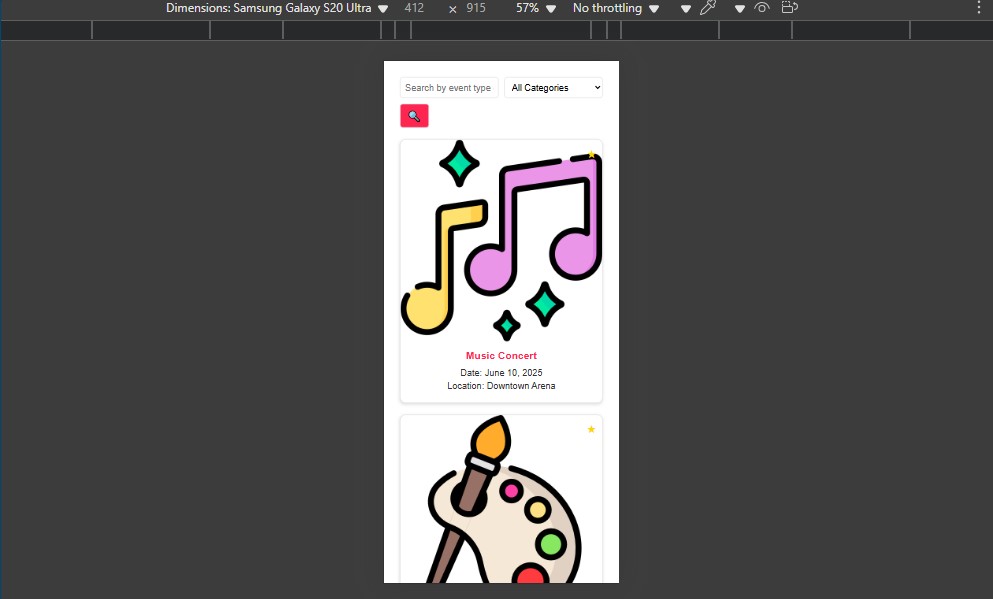 Dimensions: Samsung Galaxy S20 Ultra 412 × 915 57% No throttling
Search by event type All Categories
Music Concert
Date: June 10, 2025
Location: Downtown Arena